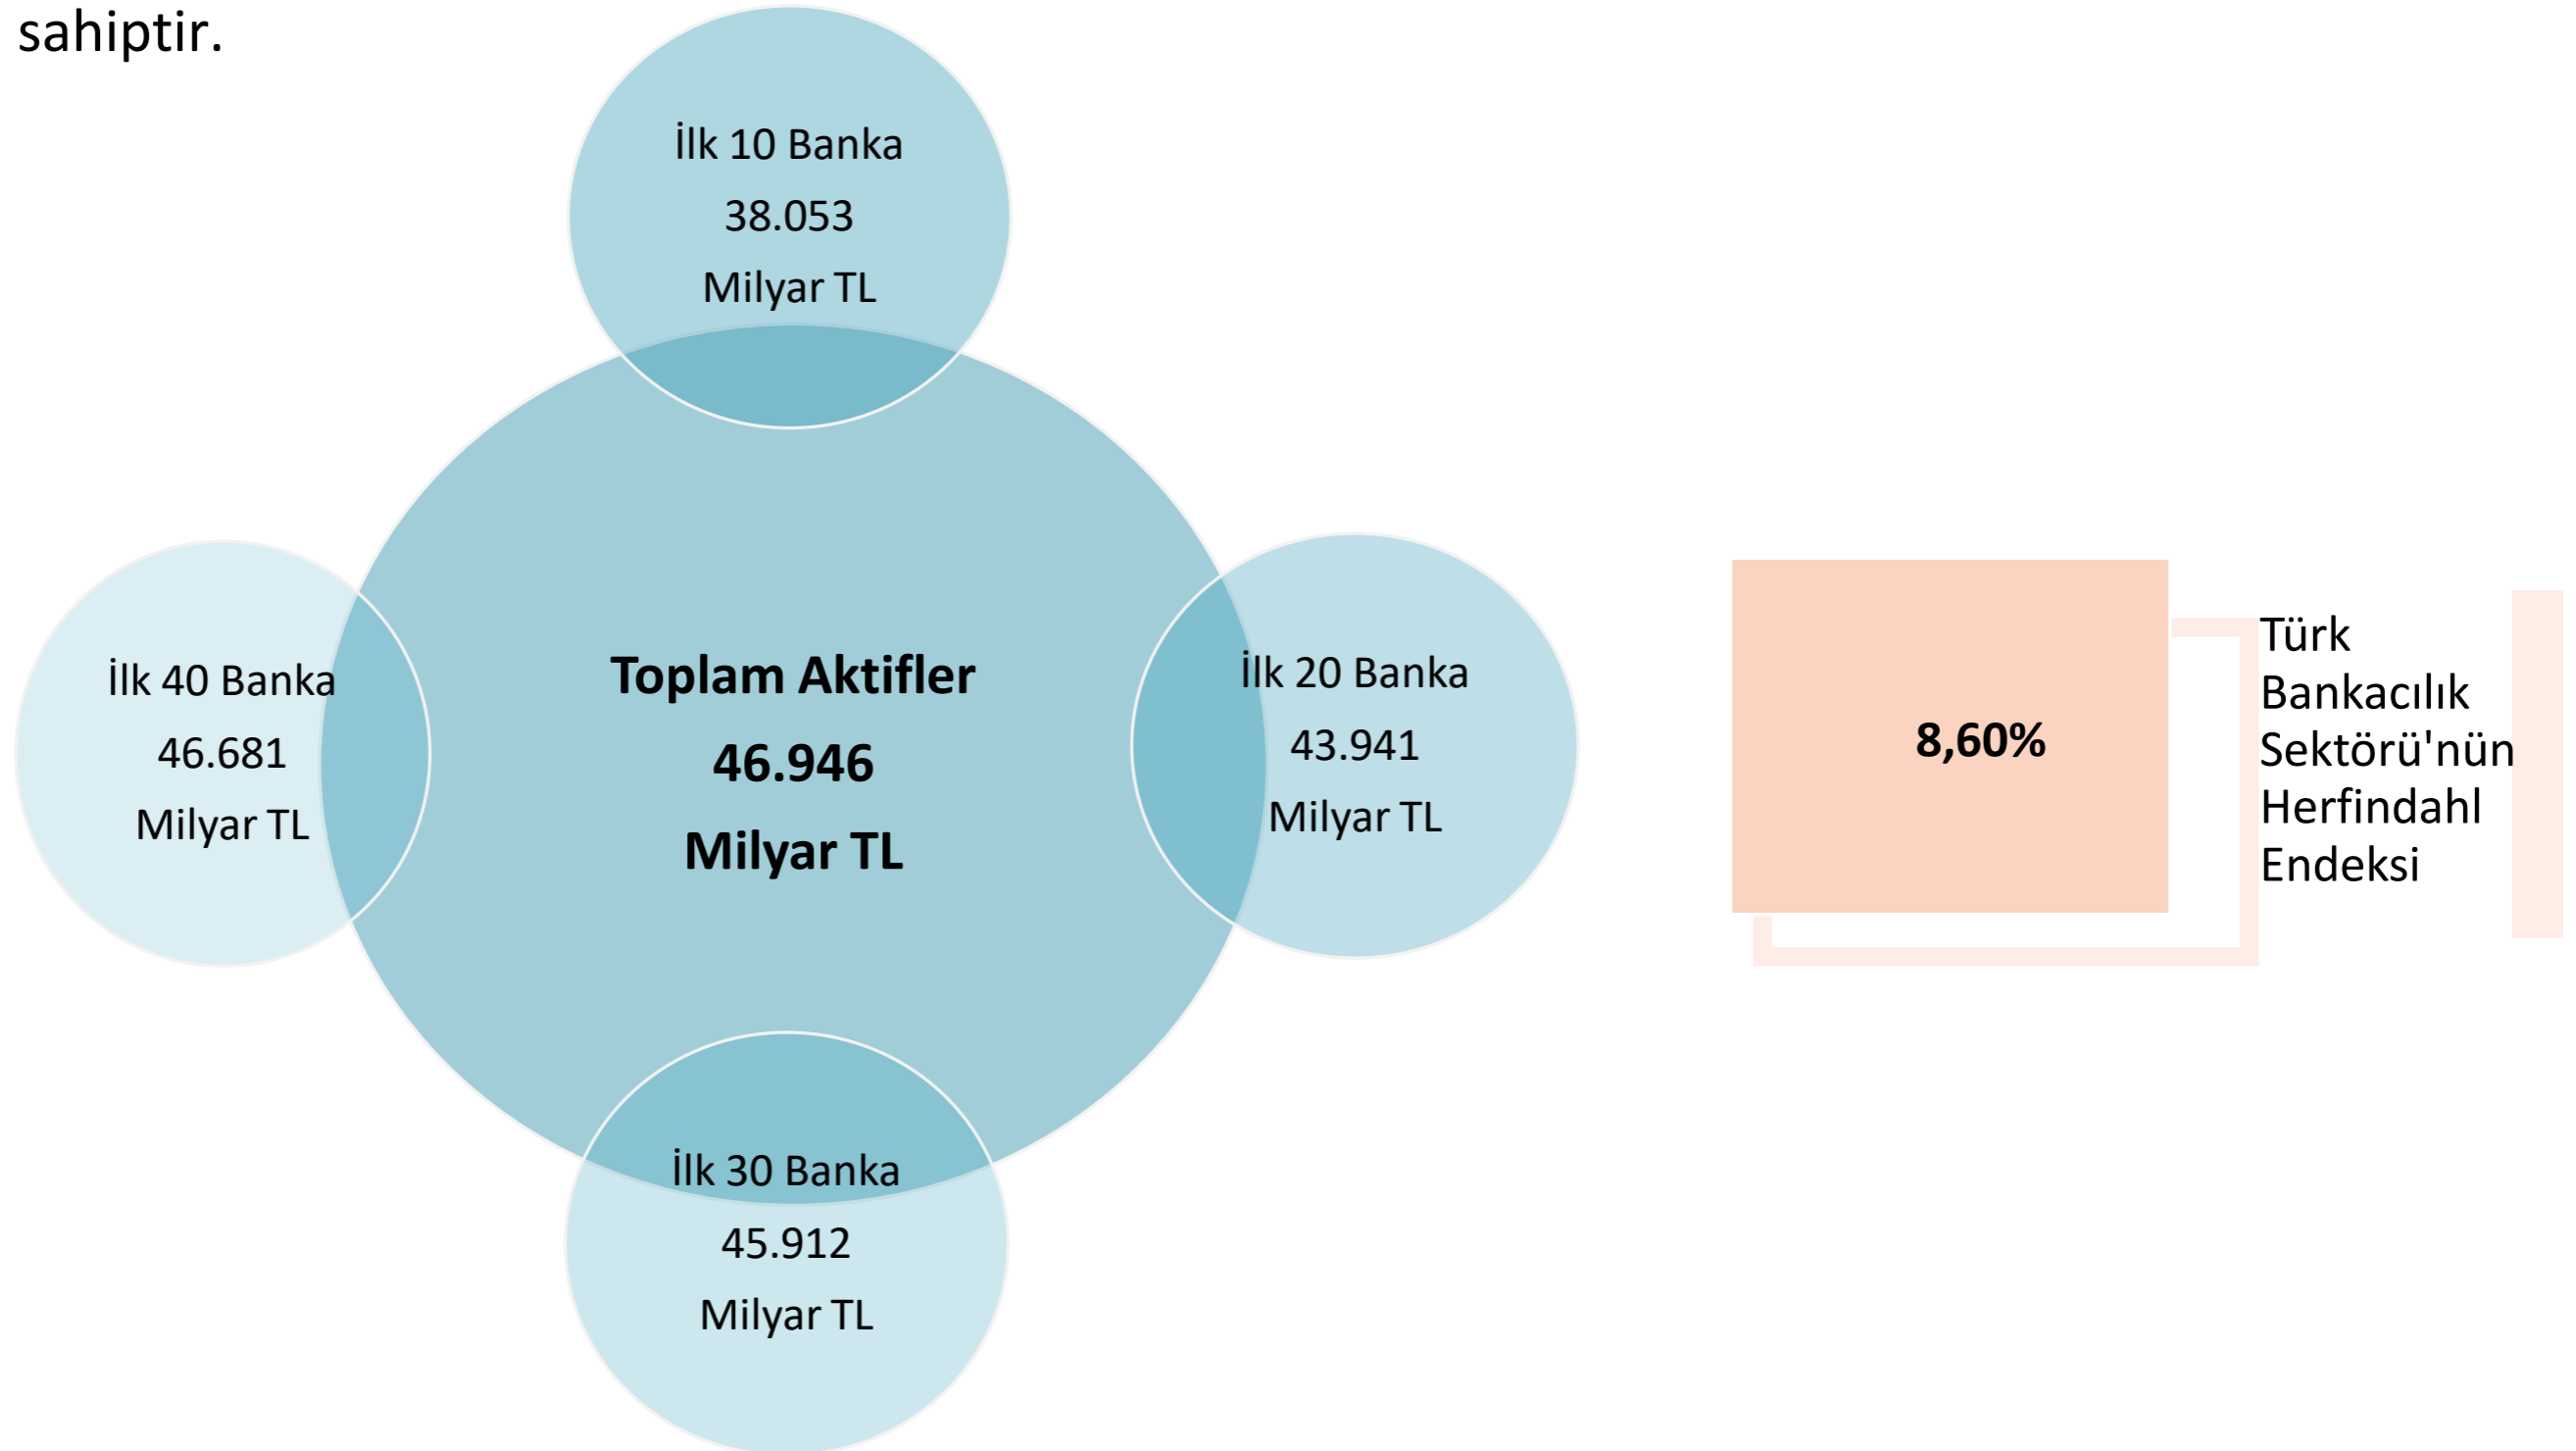 sahiptir.
İlk 10 Banka
38.053
Milyar TL
İlk 40 Banka
46.681
Milyar TL
Toplam Aktifler
46.946
Milyar TL
İlk 20 Banka
43.941
Milyar TL
İlk 30 Banka
45.912
Milyar TL
8,60%
Türk
Bankacılık
Sektörü'nün
Herfindahl
Endeksi